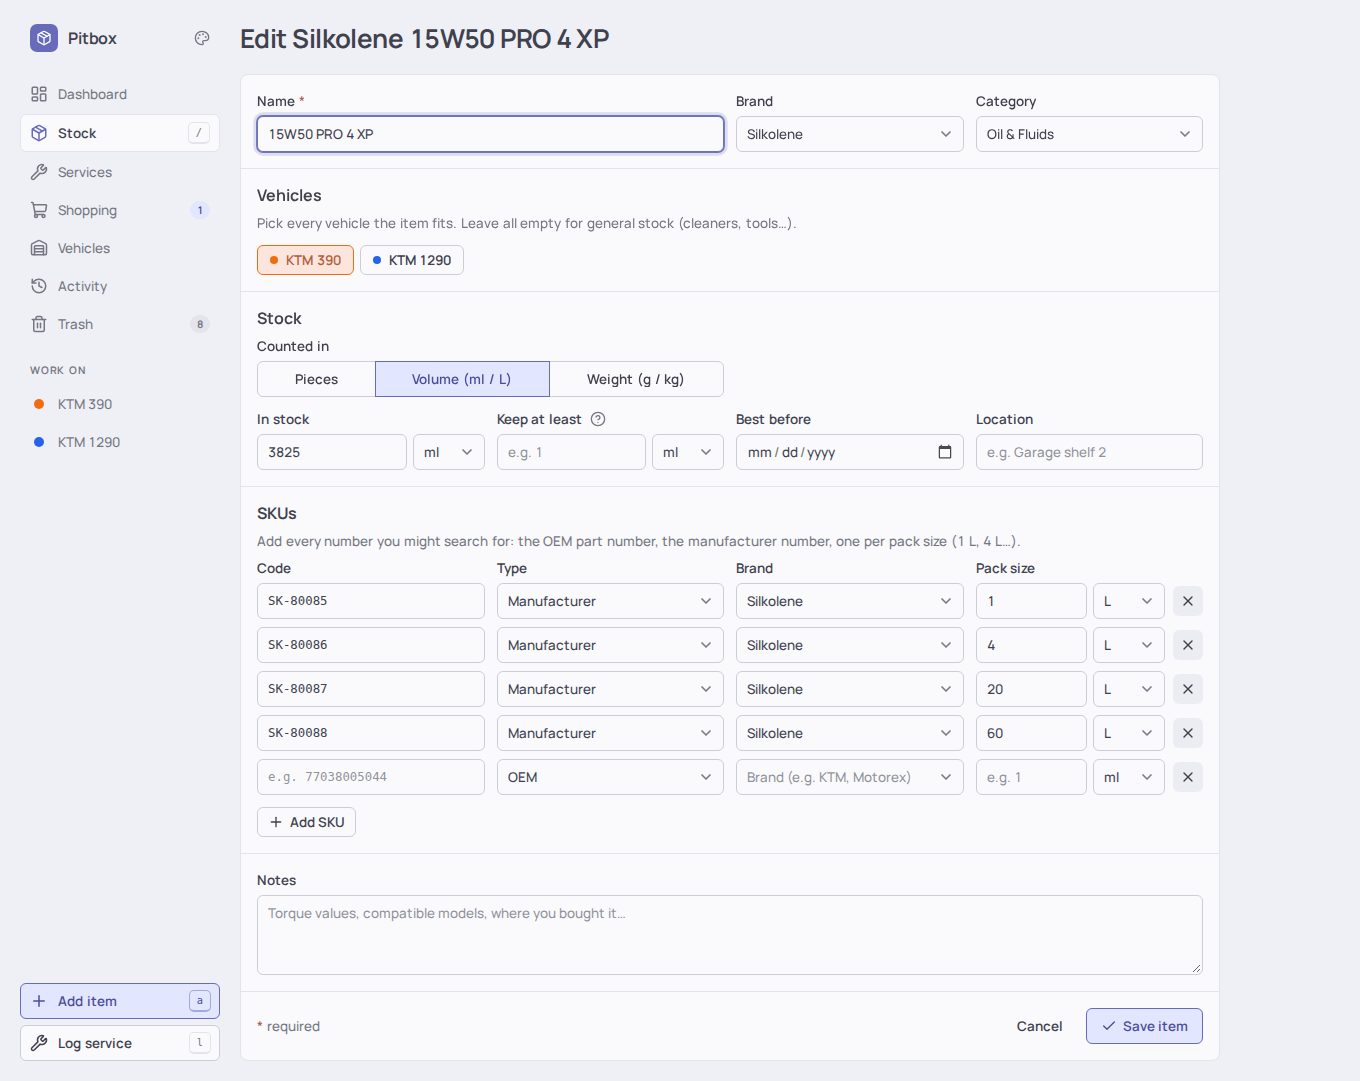 Pitbox
Dashboard
Stock /
Services
Shopping 1
Vehicles
Activity
Trash 8
WORK ON
KTM 390
KTM 1290
Add item a
Log service l
Edit Silkolene 15W50 PRO 4 XP
Name * Brand Category
15W50 PRO 4 XP Silkolene Oil & Fluids
Vehicles
Pick every vehicle the item fits. Leave all empty for general stock (cleaners, tools…).
KTM 390 KTM 1290
Stock
Counted in
Pieces Volume (ml / L) Weight (g / kg)
In stock Keep at least ? Best before Location
3825 ml e.g. 1 ml mm/dd/yyyy e.g. Garage shelf 2
SKUs
Add every number you might search for: the OEM part number, the manufacturer number, one per pack size (1 L, 4 L…).
Code Type Brand Pack size
SK-80085 Manufacturer Silkolene 1 L
SK-80086 Manufacturer Silkolene 4 L
SK-80087 Manufacturer Silkolene 20 L
SK-80088 Manufacturer Silkolene 60 L
e.g. 77038005044 OEM Brand (e.g. KTM, Motorex) e.g. 1 ml
Add SKU
Notes
Torque values, compatible models, where you bought it…
* required Cancel Save item